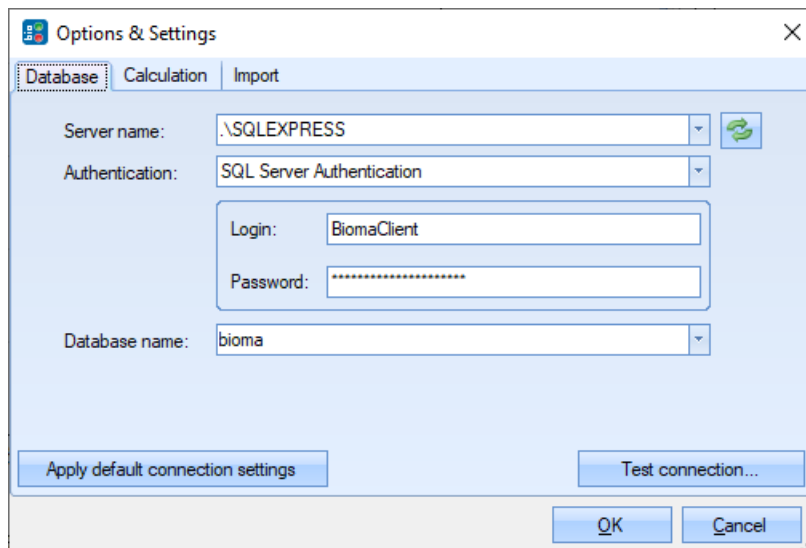 Options & Settings
Database Calculation Import
Server name: .\SQLEXPRESS
Authentication: SQL Server Authentication
Login: BiomaClient
Password: *********************
Database name: bioma
Apply default connection settings Test connection...
OK Cancel